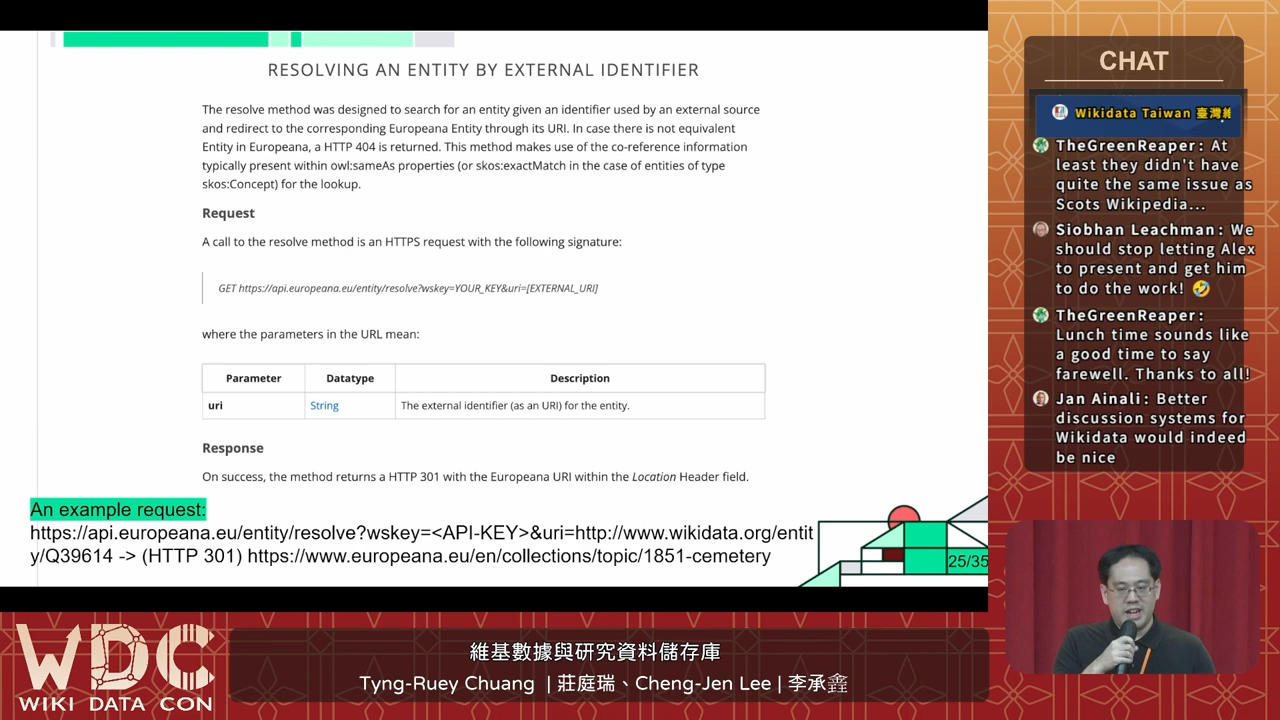 RESOLVING AN ENTITY BY EXTERNAL IDENTIFIER
The resolve method was designed to search for an entity given an identifier used by an external source
and redirect to the corresponding Europeana Entity through its URI. In case there is not equivalent
Entity in Europeana, a HTTP 404 is returned. This method makes use of the co-reference information
typically present within owl:sameAs properties (or skos:exactMatch in the case of entities of type
skos:Concept) for the lookup.
Request
A call to the resolve method is an HTTPS request with the following signature:
GET https://api.europeana.eu/entity/resolve?wskey=YOUR_KEY&uri=[EXTERNAL_URI]
where the parameters in the URL mean:
Parameter Datatype Description
uri String The external identifier (as an URI) for the entity.
Response
On success, the method returns a HTTP 301 with the Europeana URI within the Location Header field.
An example request:
https://api.europeana.eu/entity/resolve?wskey=<API-KEY>&uri=http://www.wikidata.org/entit
y/Q39614 -> (HTTP 301) https://www.europeana.eu/en/collections/topic/1851-cemetery
25/35
CHAT
Wikidata Taiwan 臺灣維
TheGreenReaper: At
least they didn't have
quite the same issue as
Scots Wikipedia...
Siobhan Leachman: We
should stop letting Alex
to present and get him
to do the work! 🤣
TheGreenReaper:
Lunch time sounds like
a good time to say
farewell. Thanks to all!
Jan Ainali: Better
discussion systems for
Wikidata would indeed
be nice
WDC
WIKI DATA CON
維基數據與研究資料儲存庫
Tyng-Ruey Chuang | 莊庭瑞、Cheng-Jen Lee | 李承錱